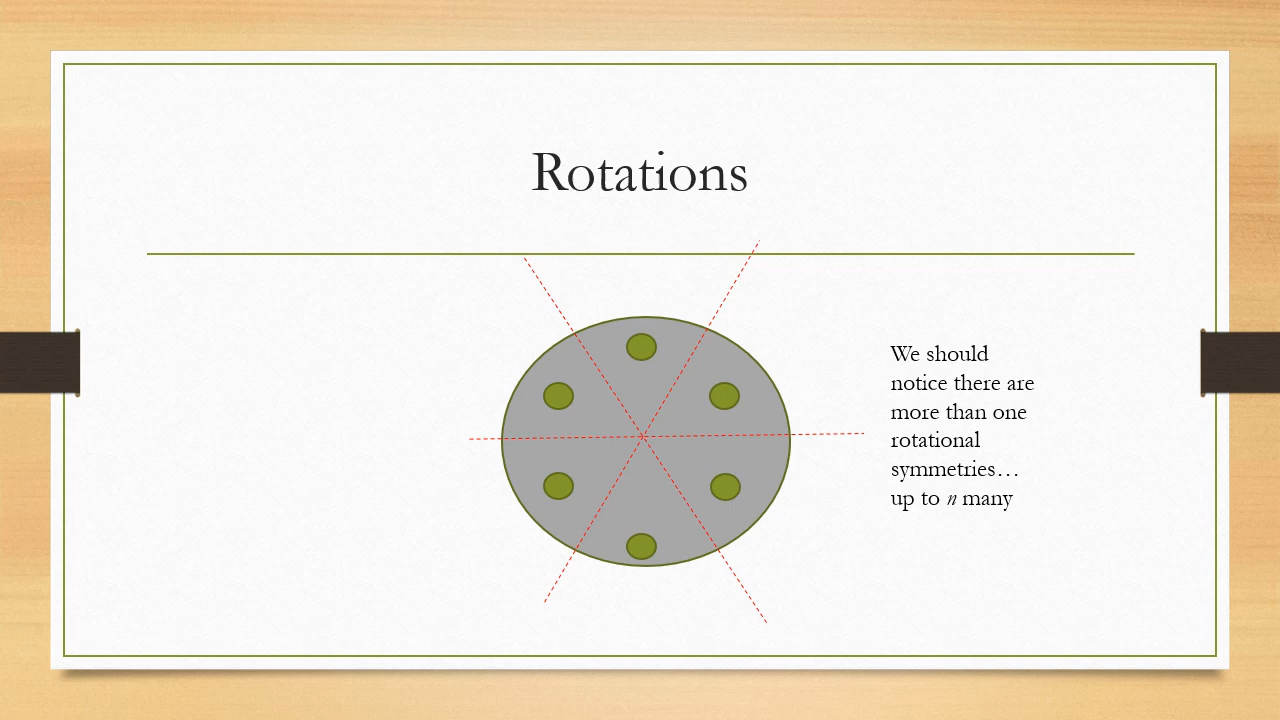 Rotations
We should
notice there are
more than one
rotational
symmetries…
up to n many